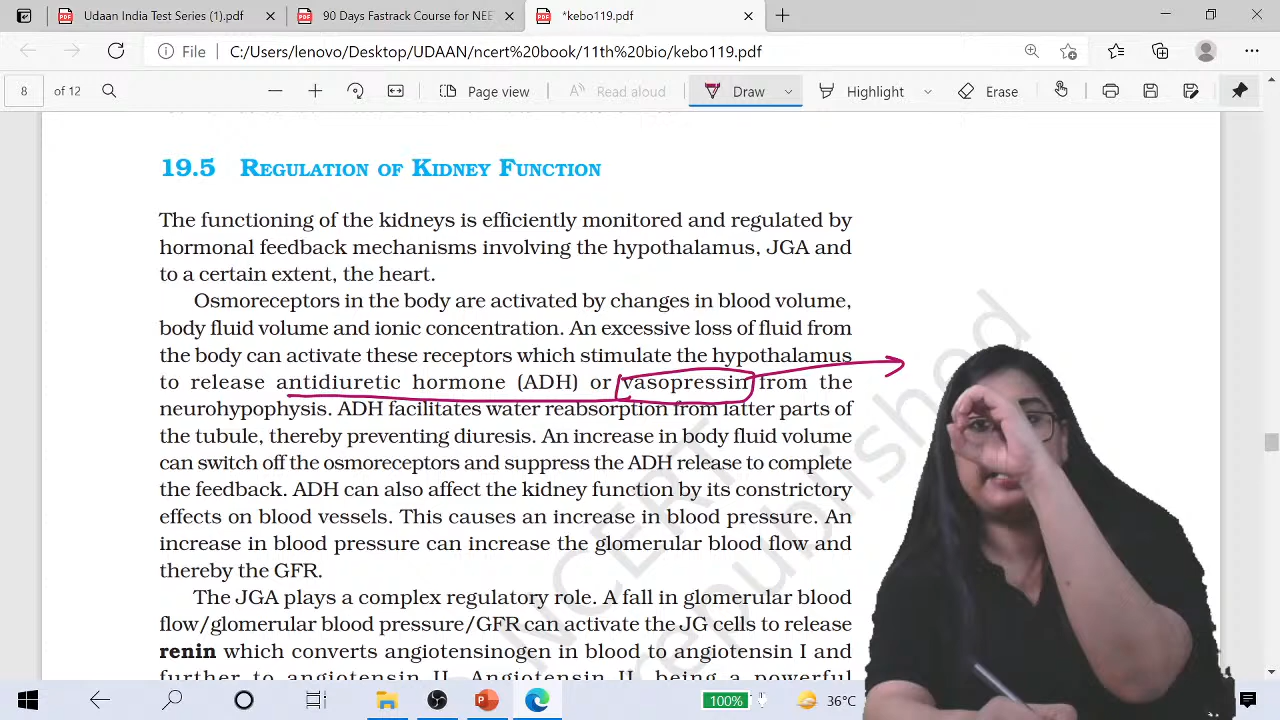 Udaan India Test Series (1).pdf
90 Days Fastrack Course for NEE
*kebo119.pdf
File C:/Users/lenovo/Desktop/UDAAN/ncert%20book/11th%20bio/kebo119.pdf
8 of 12 Page view Read aloud Draw Highlight Erase
19.5 REGULATION OF KIDNEY FUNCTION
The functioning of the kidneys is efficiently monitored and regulated by
hormonal feedback mechanisms involving the hypothalamus, JGA and
to a certain extent, the heart.
Osmoreceptors in the body are activated by changes in blood volume,
body fluid volume and ionic concentration. An excessive loss of fluid from
the body can activate these receptors which stimulate the hypothalamus
to release antidiuretic hormone (ADH) or vasopressin from the
neurohypophysis. ADH facilitates water reabsorption from latter parts of
the tubule, thereby preventing diuresis. An increase in body fluid volume
can switch off the osmoreceptors and suppress the ADH release to complete
the feedback. ADH can also affect the kidney function by its constrictory
effects on blood vessels. This causes an increase in blood pressure. An
increase in blood pressure can increase the glomerular blood flow and
thereby the GFR.
The JGA plays a complex regulatory role. A fall in glomerular blood
flow/glomerular blood pressure/GFR can activate the JG cells to release
renin which converts angiotensinogen in blood to angiotensin I and
further to angiotensin II. Angiotensin II, being a powerful
NCERT
republished
100%
36°C